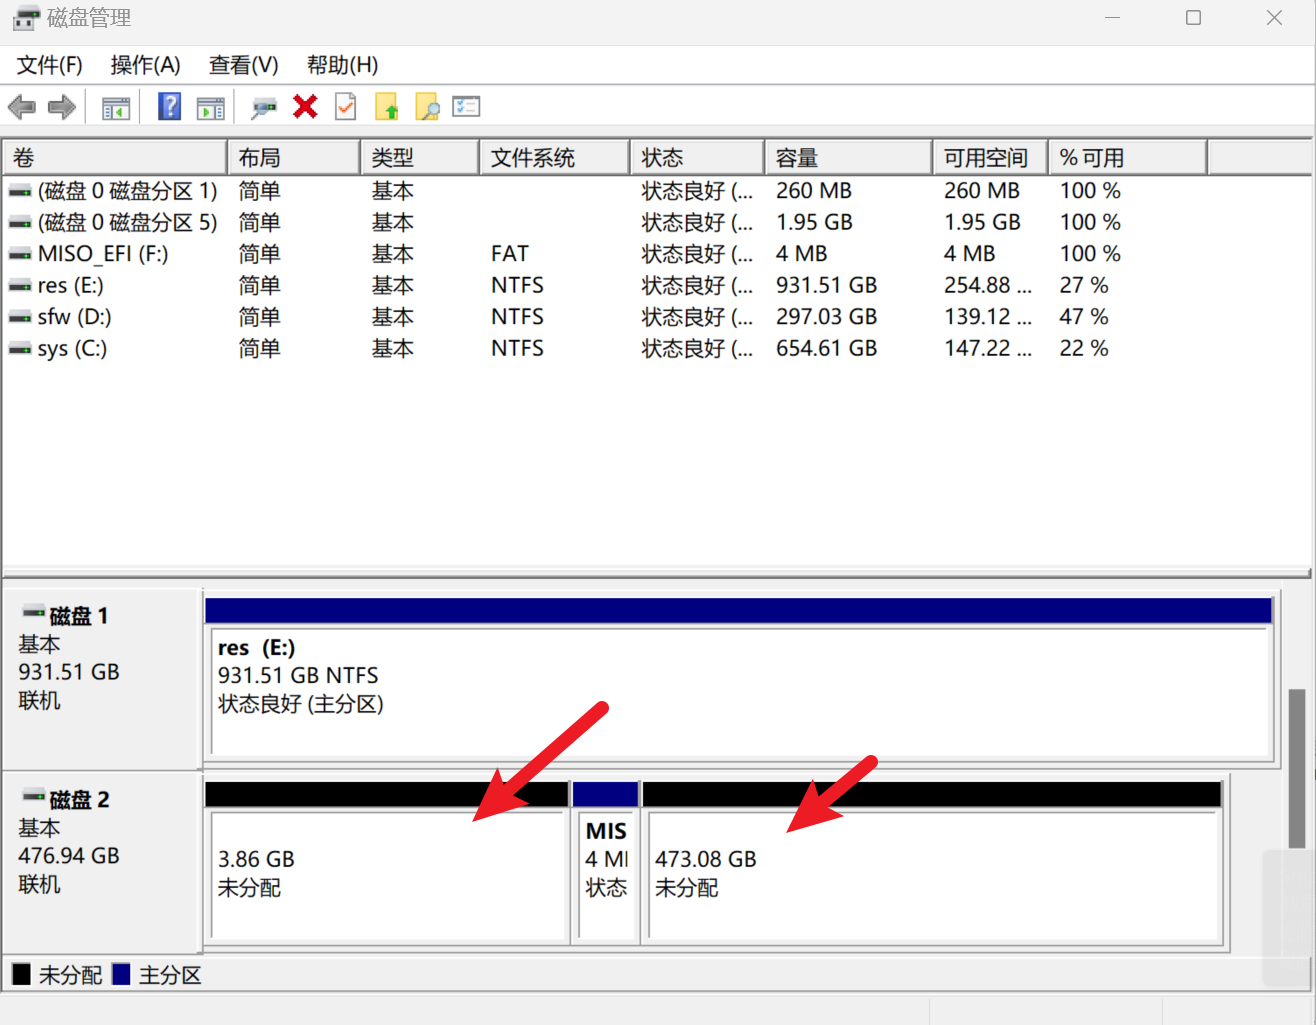 磁盘管理
文件(F) 操作(A) 查看(V) 帮助(H)
卷 布局 类型 文件系统 状态 容量 可用空间 % 可用
(磁盘 0 磁盘分区 1) 简单 基本 状态良好 (... 260 MB 260 MB 100 %
(磁盘 0 磁盘分区 5) 简单 基本 状态良好 (... 1.95 GB 1.95 GB 100 %
MISO_EFI (F:) 简单 基本 FAT 状态良好 (... 4 MB 4 MB 100 %
res (E:) 简单 基本 NTFS 状态良好 (... 931.51 GB 254.88 ... 27 %
sfw (D:) 简单 基本 NTFS 状态良好 (... 297.03 GB 139.12 ... 47 %
sys (C:) 简单 基本 NTFS 状态良好 (... 654.61 GB 147.22 ... 22 %
磁盘 1
基本
931.51 GB
联机
res (E:)
931.51 GB NTFS
状态良好 (主分区)
磁盘 2
基本
476.94 GB
联机
3.86 GB
未分配
MIS
4 MI
状态
473.08 GB
未分配
未分配 主分区